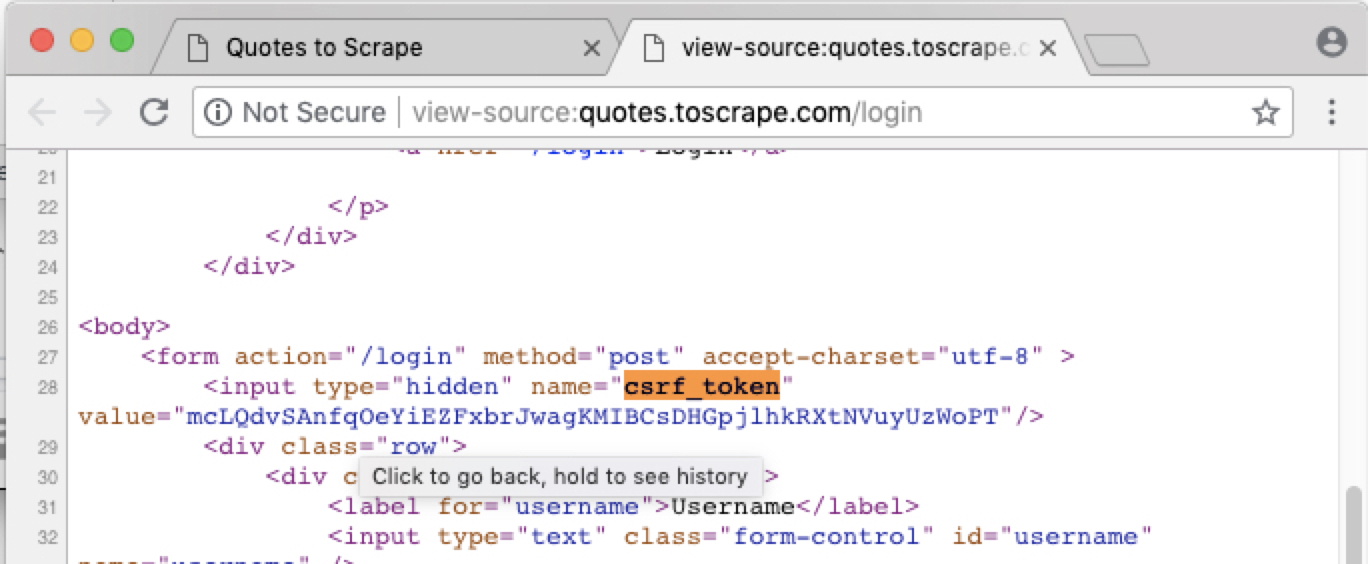 Quotes to Scrape
view-source:quotes.toscrape.c
Not Secure view-source:quotes.toscrape.com/login
21
22 </p>
23 </div>
24 </div>
25
26 <body>
27 <form action="/login" method="post" accept-charset="utf-8" >
28 <input type="hidden" name="csrf_token"
value="mcLQdvSAnfqOeYiEZFxbrJwagKMIBCsDHGpjlhkRXtNVuyUzWoPT"/>
29 <div class="row">
30 <div c >
Click to go back, hold to see history
31 <label for="username">Username</label>
32 <input type="text" class="form-control" id="username"